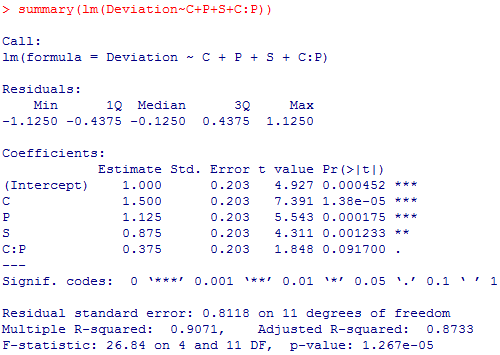 > summary(lm(Deviation~C+P+S+C:P))
Call:
lm(formula = Deviation ~ C + P + S + C:P)
Residuals:
    Min      1Q  Median      3Q     Max
-1.1250 -0.4375 -0.1250  0.4375  1.1250
Coefficients:
            Estimate Std. Error t value Pr(>|t|)
(Intercept)    1.000      0.203   4.927 0.000452 ***
C              1.500      0.203   7.391 1.38e-05 ***
P              1.125      0.203   5.543 0.000175 ***
S              0.875      0.203   4.311 0.001233 **
C:P            0.375      0.203   1.848 0.091700 .
---
Signif. codes:  0 ‘***’ 0.001 ‘**’ 0.01 ‘*’ 0.05 ‘.’ 0.1 ‘ ’ 1
Residual standard error: 0.8118 on 11 degrees of freedom
Multiple R-squared:  0.9071,    Adjusted R-squared:  0.8733
F-statistic: 26.84 on 4 and 11 DF,  p-value: 1.267e-05